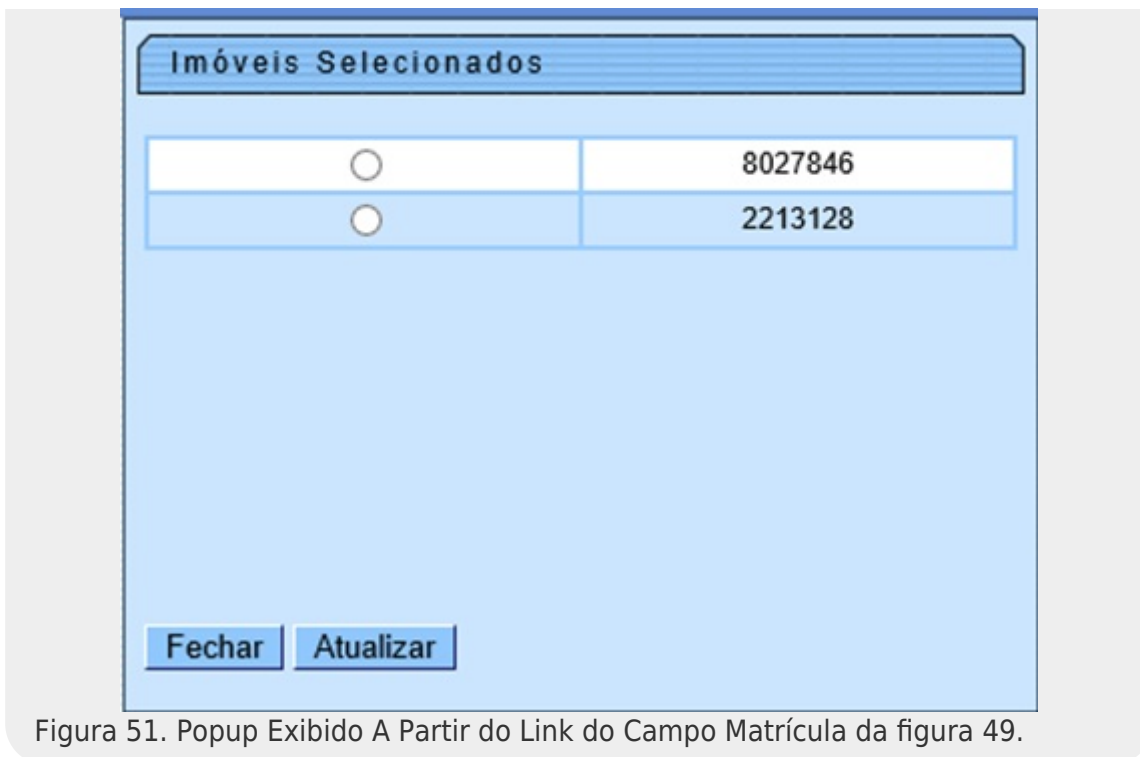 Imóveis Selecionados
8027846
2213128
Fechar Atualizar
Figura 51. Popup Exibido A Partir do Link do Campo Matrícula da figura 49.